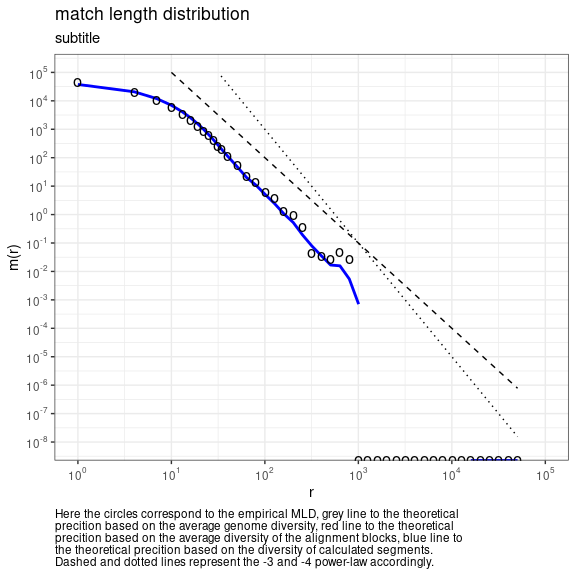 match length distribution
subtitle
10^5
10^4
10^3
10^2
10^1
10^0
10^-1
10^-2
10^-3
10^-4
10^-5
10^-6
10^-7
10^-8
m(r)
10^0 10^1 10^2 10^3 10^4 10^5
r
Here the circles correspond to the empirical MLD, grey line to the theoretical
precition based on the average genome diversity, red line to the theoretical
precition based on the average diversity of the alignment blocks, blue line to
the theoretical precition based on the diversity of calculated segments.
Dashed and dotted lines represent the -3 and -4 power-law accordingly.